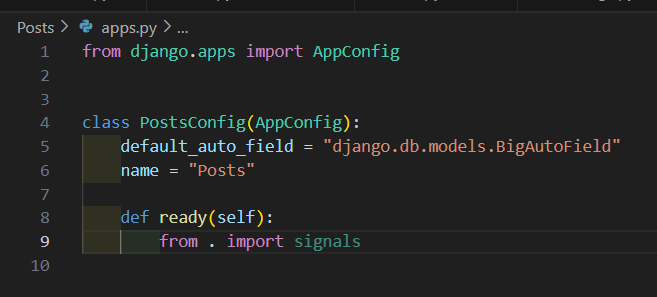 Posts > apps.py > ...
1 from django.apps import AppConfig
2
3
4 class PostsConfig(AppConfig):
5     default_auto_field = "django.db.models.BigAutoField"
6     name = "Posts"
7
8     def ready(self):
9         from . import signals
10